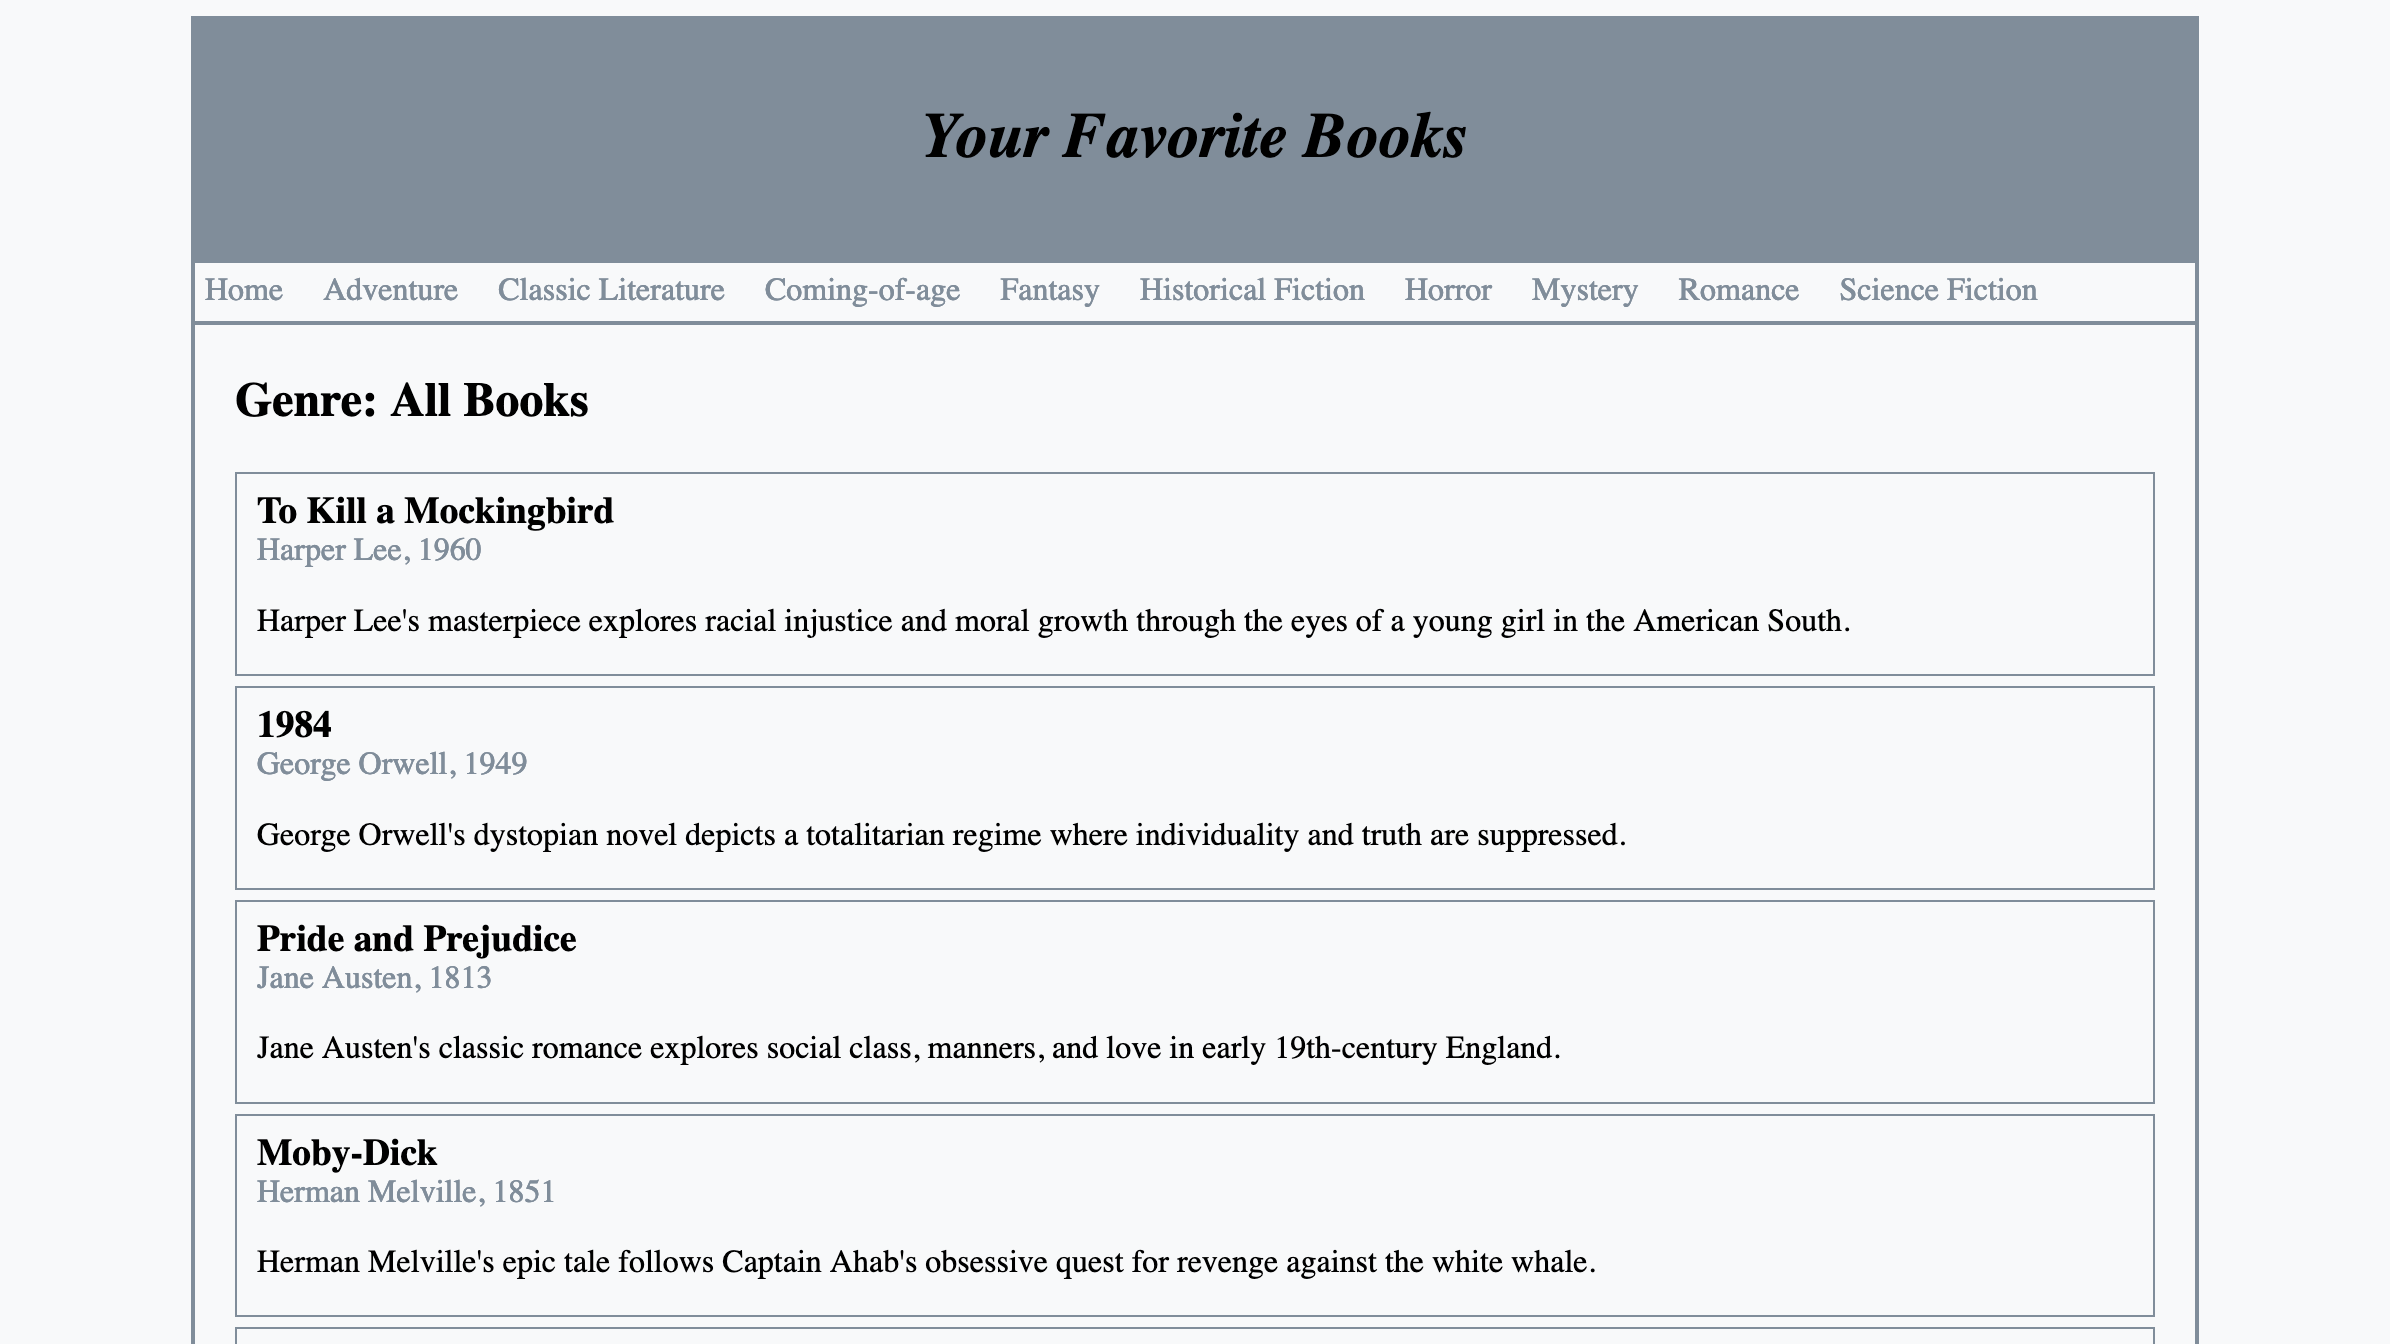 Your Favorite Books
Home Adventure Classic Literature Coming-of-age Fantasy Historical Fiction Horror Mystery Romance Science Fiction
Genre: All Books
To Kill a Mockingbird
Harper Lee, 1960
Harper Lee's masterpiece explores racial injustice and moral growth through the eyes of a young girl in the American South.
1984
George Orwell, 1949
George Orwell's dystopian novel depicts a totalitarian regime where individuality and truth are suppressed.
Pride and Prejudice
Jane Austen, 1813
Jane Austen's classic romance explores social class, manners, and love in early 19th-century England.
Moby-Dick
Herman Melville, 1851
Herman Melville's epic tale follows Captain Ahab's obsessive quest for revenge against the white whale.